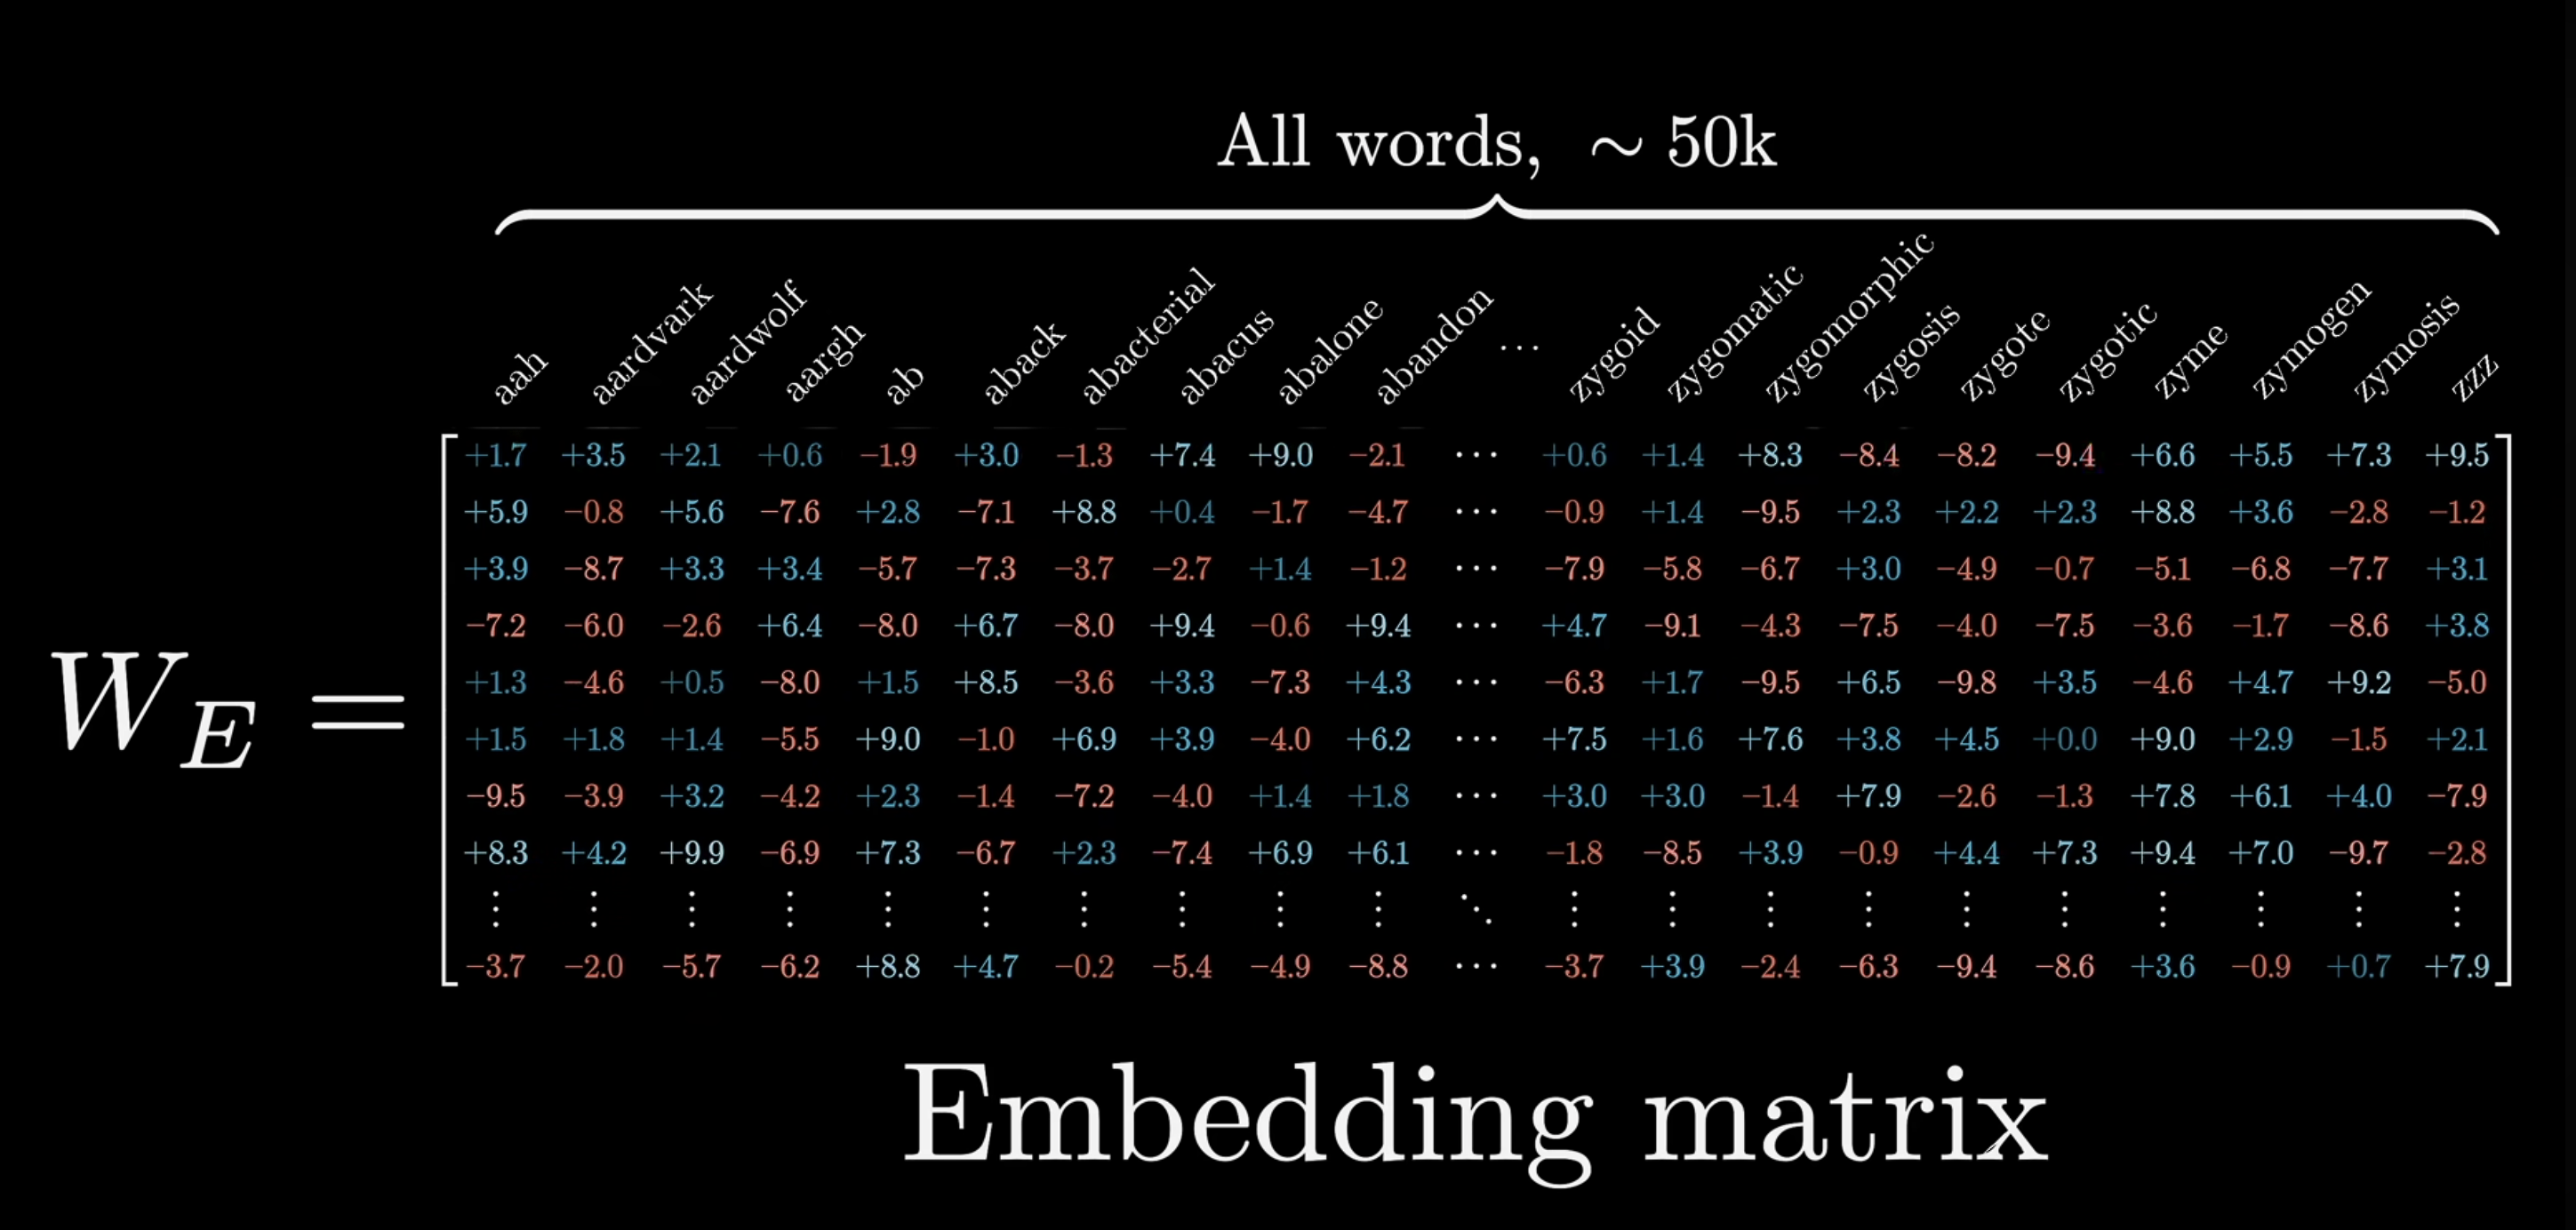 All words, ∼ 50k
aah aardvark aardwolf aargh ab aback abacterial abacus abalone abandon ⋯ zygoid zygomatic zygomorphic zygosis zygote zygotic zyme zymogen zymosis zzz
+1.7 +3.5 +2.1 +0.6 −1.9 +3.0 −1.3 +7.4 +9.0 −2.1 ⋯ +0.6 +1.4 +8.3 −8.4 −8.2 −9.4 +6.6 +5.5 +7.3 +9.5
+5.9 −0.8 +5.6 −7.6 +2.8 −7.1 +8.8 +0.4 −1.7 −4.7 ⋯ −0.9 +1.4 −9.5 +2.3 +2.2 +2.3 +8.8 +3.6 −2.8 −1.2
+3.9 −8.7 +3.3 +3.4 −5.7 −7.3 −3.7 −2.7 +1.4 −1.2 ⋯ −7.9 −5.8 −6.7 +3.0 −4.9 −0.7 −5.1 −6.8 −7.7 +3.1
−7.2 −6.0 −2.6 +6.4 −8.0 +6.7 −8.0 +9.4 −0.6 +9.4 ⋯ +4.7 −9.1 −4.3 −7.5 −4.0 −7.5 −3.6 −1.7 −8.6 +3.8
W_E =
+1.3 −4.6 +0.5 −8.0 +1.5 +8.5 −3.6 +3.3 −7.3 +4.3 ⋯ −6.3 +1.7 −9.5 +6.5 −9.8 +3.5 −4.6 +4.7 +9.2 −5.0
+1.5 +1.8 +1.4 −5.5 +9.0 −1.0 +6.9 +3.9 −4.0 +6.2 ⋯ +7.5 +1.6 +7.6 +3.8 +4.5 +0.0 +9.0 +2.9 −1.5 +2.1
−9.5 −3.9 +3.2 −4.2 +2.3 −1.4 −7.2 −4.0 +1.4 +1.8 ⋯ +3.0 +3.0 −1.4 +7.9 −2.6 −1.3 +7.8 +6.1 +4.0 −7.9
+8.3 +4.2 +9.9 −6.9 +7.3 −6.7 +2.3 −7.4 +6.9 +6.1 ⋯ −1.8 −8.5 +3.9 −0.9 +4.4 +7.3 +9.4 +7.0 −9.7 −2.8
⋮ ⋮ ⋮ ⋮ ⋮ ⋮ ⋮ ⋮ ⋮ ⋮ ⋱ ⋮ ⋮ ⋮ ⋮ ⋮ ⋮ ⋮ ⋮ ⋮ ⋮
−3.7 −2.0 −5.7 −6.2 +8.8 +4.7 −0.2 −5.4 −4.9 −8.8 ⋯ −3.7 +3.9 −2.4 −6.3 −9.4 −8.6 +3.6 −0.9 +0.7 +7.9
Embedding matrix